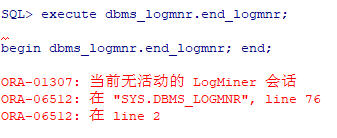 SQL> execute dbms_logmnr.end_logmnr;
begin dbms_logmnr.end_logmnr; end;
ORA-01307: 当前无活动的 LogMiner 会话
ORA-06512: 在 "SYS.DBMS_LOGMNR", line 76
ORA-06512: 在 line 2